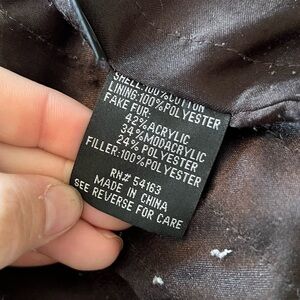 SHELL:100%COTTON
LINING:100%POLYESTER
FAKE FUR:
42%ACRYLIC
34%MODACRYLIC
24%POLYESTER
FILLER:100%POLYESTER
RN# 54163
MADE IN CHINA
SEE REVERSE FOR CARE